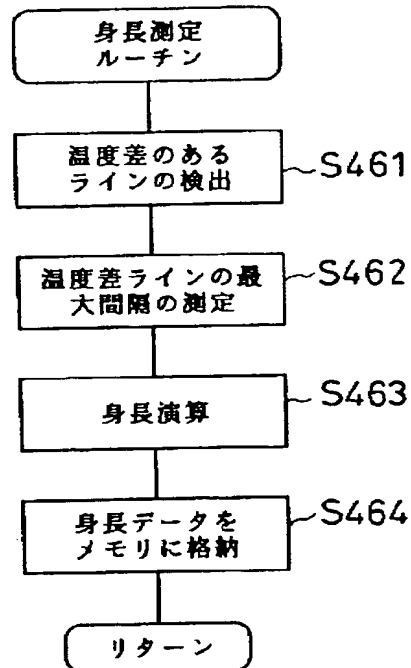 身長測定
ルーチン
温度差のある
ラインの検出
S461
温度差ラインの最
大間隔の測定
S462
身長演算
S463
身長データを
メモリに格納
S464
リターン